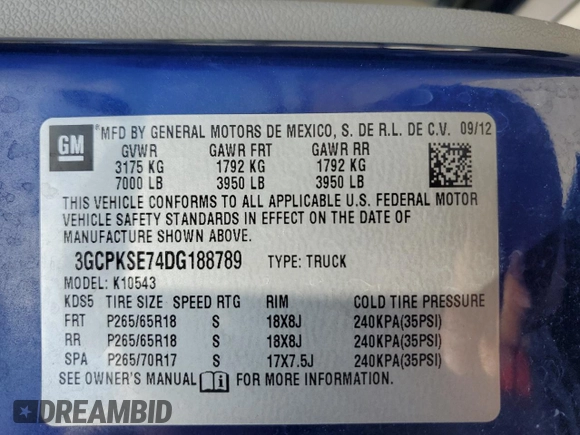 GM ®MFD BY GENERAL MOTORS DE MEXICO, S. DE R.L. DE C.V. 09/12
GVWR GAWR FRT GAWR RR
3175 KG 1792 KG 1792 KG
7000 LB 3950 LB 3950 LB
THIS VEHICLE CONFORMS TO ALL APPLICABLE U.S. FEDERAL MOTOR
VEHICLE SAFETY STANDARDS IN EFFECT ON THE DATE OF
MANUFACTURE SHOWN ABOVE.
3GCPKSE74DG188789 TYPE: TRUCK
MODEL: K10543
KDS5 TIRE SIZE SPEED RTG RIM COLD TIRE PRESSURE
FRT P265/65R18 S 18X8J 240KPA(35PSI)
RR P265/65R18 S 18X8J 240KPA(35PSI)
SPA P265/70R17 S 17X7.5J 240KPA(35PSI)
SEE OWNER'S MANUAL FOR MORE INFORMATION.
DREAMBID